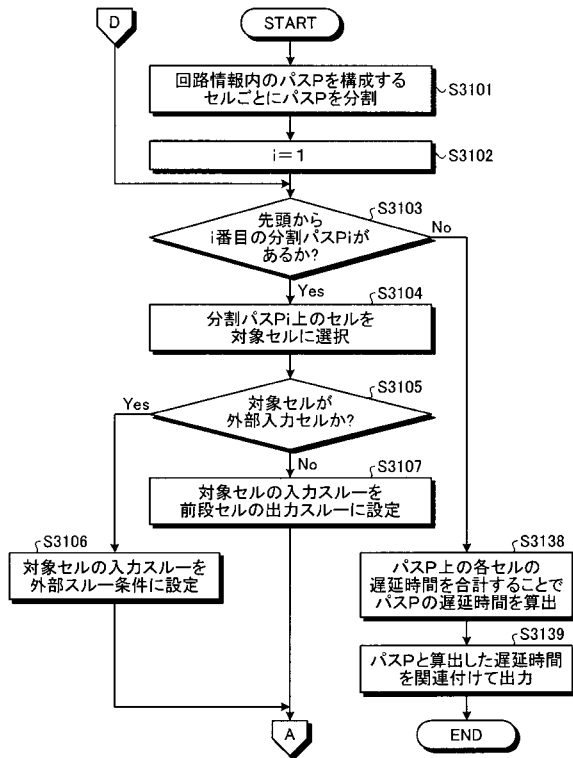 D
START
回路情報内のパスPを構成する
セルごとにパスPを分割
S3101
i=1
S3102
先頭から
i番目の分割パスPiが
あるか?
S3103
No
Yes
分割パスPi上のセルを
対象セルに選択
S3104
対象セルが
外部入力セルか?
S3105
Yes
No
対象セルの入力スルーを
前段セルの出力スルーに設定
S3107
S3106
対象セルの入力スルーを
外部スルー条件に設定
S3138
パスP上の各セルの
遅延時間を合計することで
パスPの遅延時間を算出
S3139
パスPと算出した遅延時間
を関連付けて出力
A
END